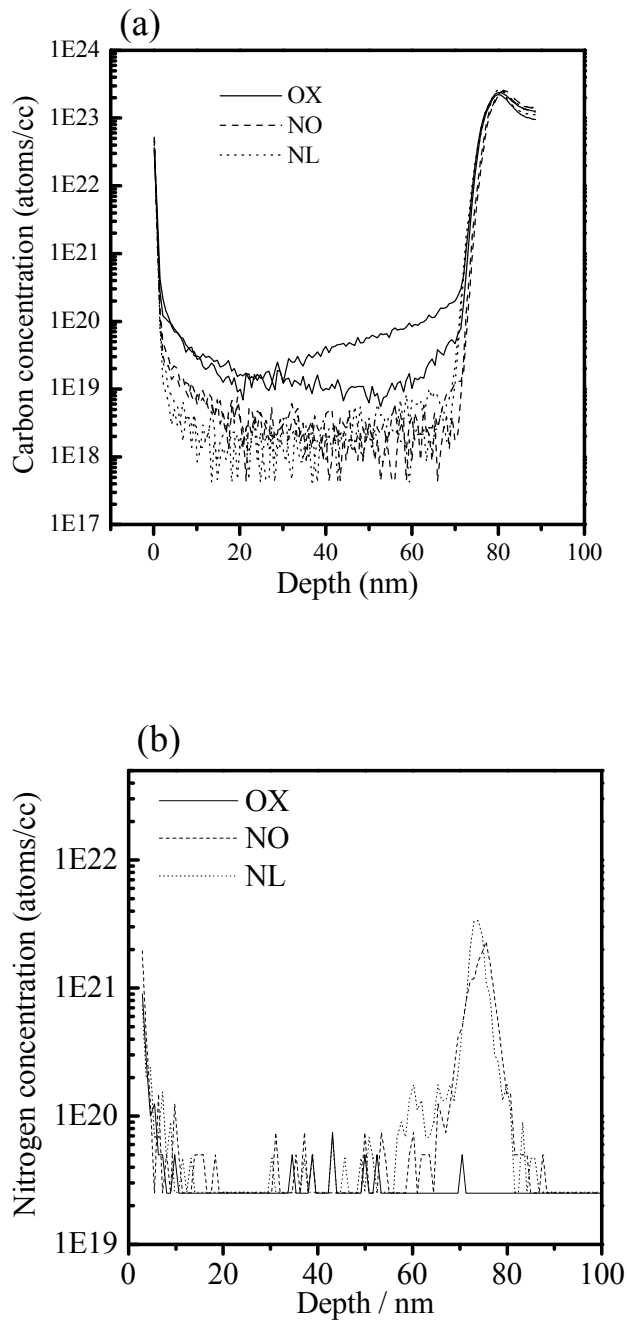 (a)
1E24
1E23
1E22
1E21
1E20
1E19
1E18
1E17
Carbon concentration (atoms/cc)
OX
NO
NL
0 20 40 60 80 100
Depth (nm)
(b)
1E22
1E21
1E20
1E19
Nitrogen concentration (atoms/cc)
OX
NO
NL
0 20 40 60 80 100
Depth / nm